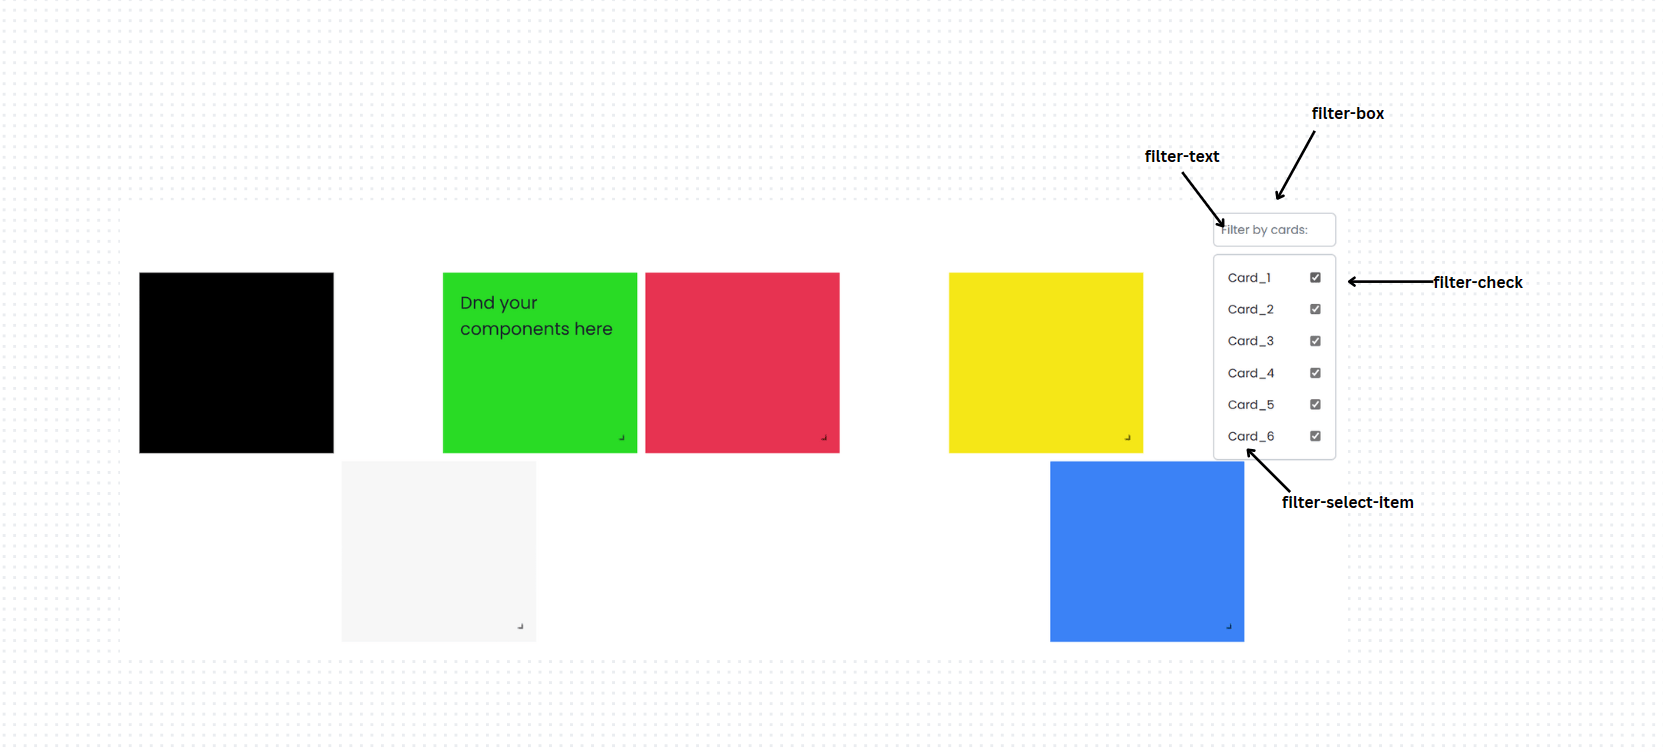 filter-box
filter-text
Filter by cards:
Dnd your
components here
Card_1
filter-check
Card_2
Card_3
Card_4
Card_5
Card_6
filter-select-item